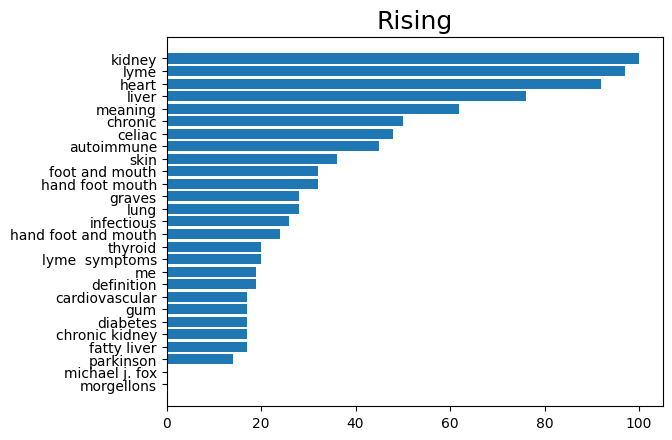 Rising
kidney
lyme
heart
liver
meaning
chronic
celiac
autoimmune
skin
foot and mouth
hand foot mouth
graves
lung
infectious
hand foot and mouth
thyroid
lyme  symptoms
me
definition
cardiovascular
gum
diabetes
chronic kidney
fatty liver
parkinson
michael j. fox
morgellons
0 20 40 60 80 100